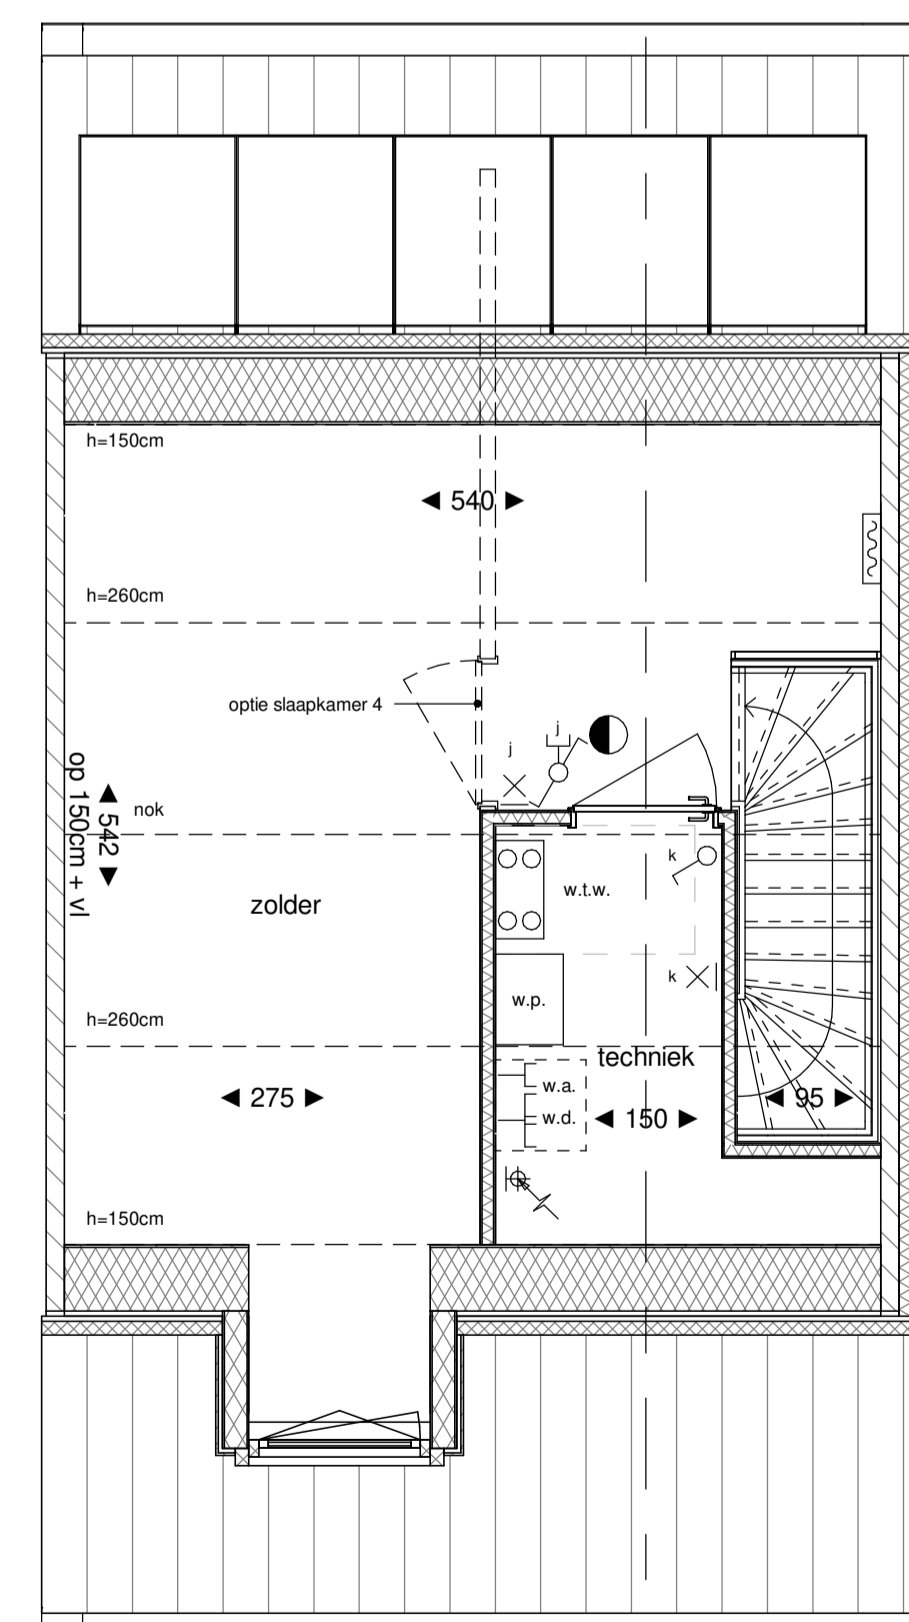 h=150cm
◄ 540 ►
h=260cm
optie slaapkamer 4
j
j
op 150cm + vl
◄ 542 ►
nok
k
w.t.w.
zolder
k
w.p.
h=260cm
techniek
w.a.
◄ 275 ►
◄ 95 ►
w.d.
◄ 150 ►
h=150cm